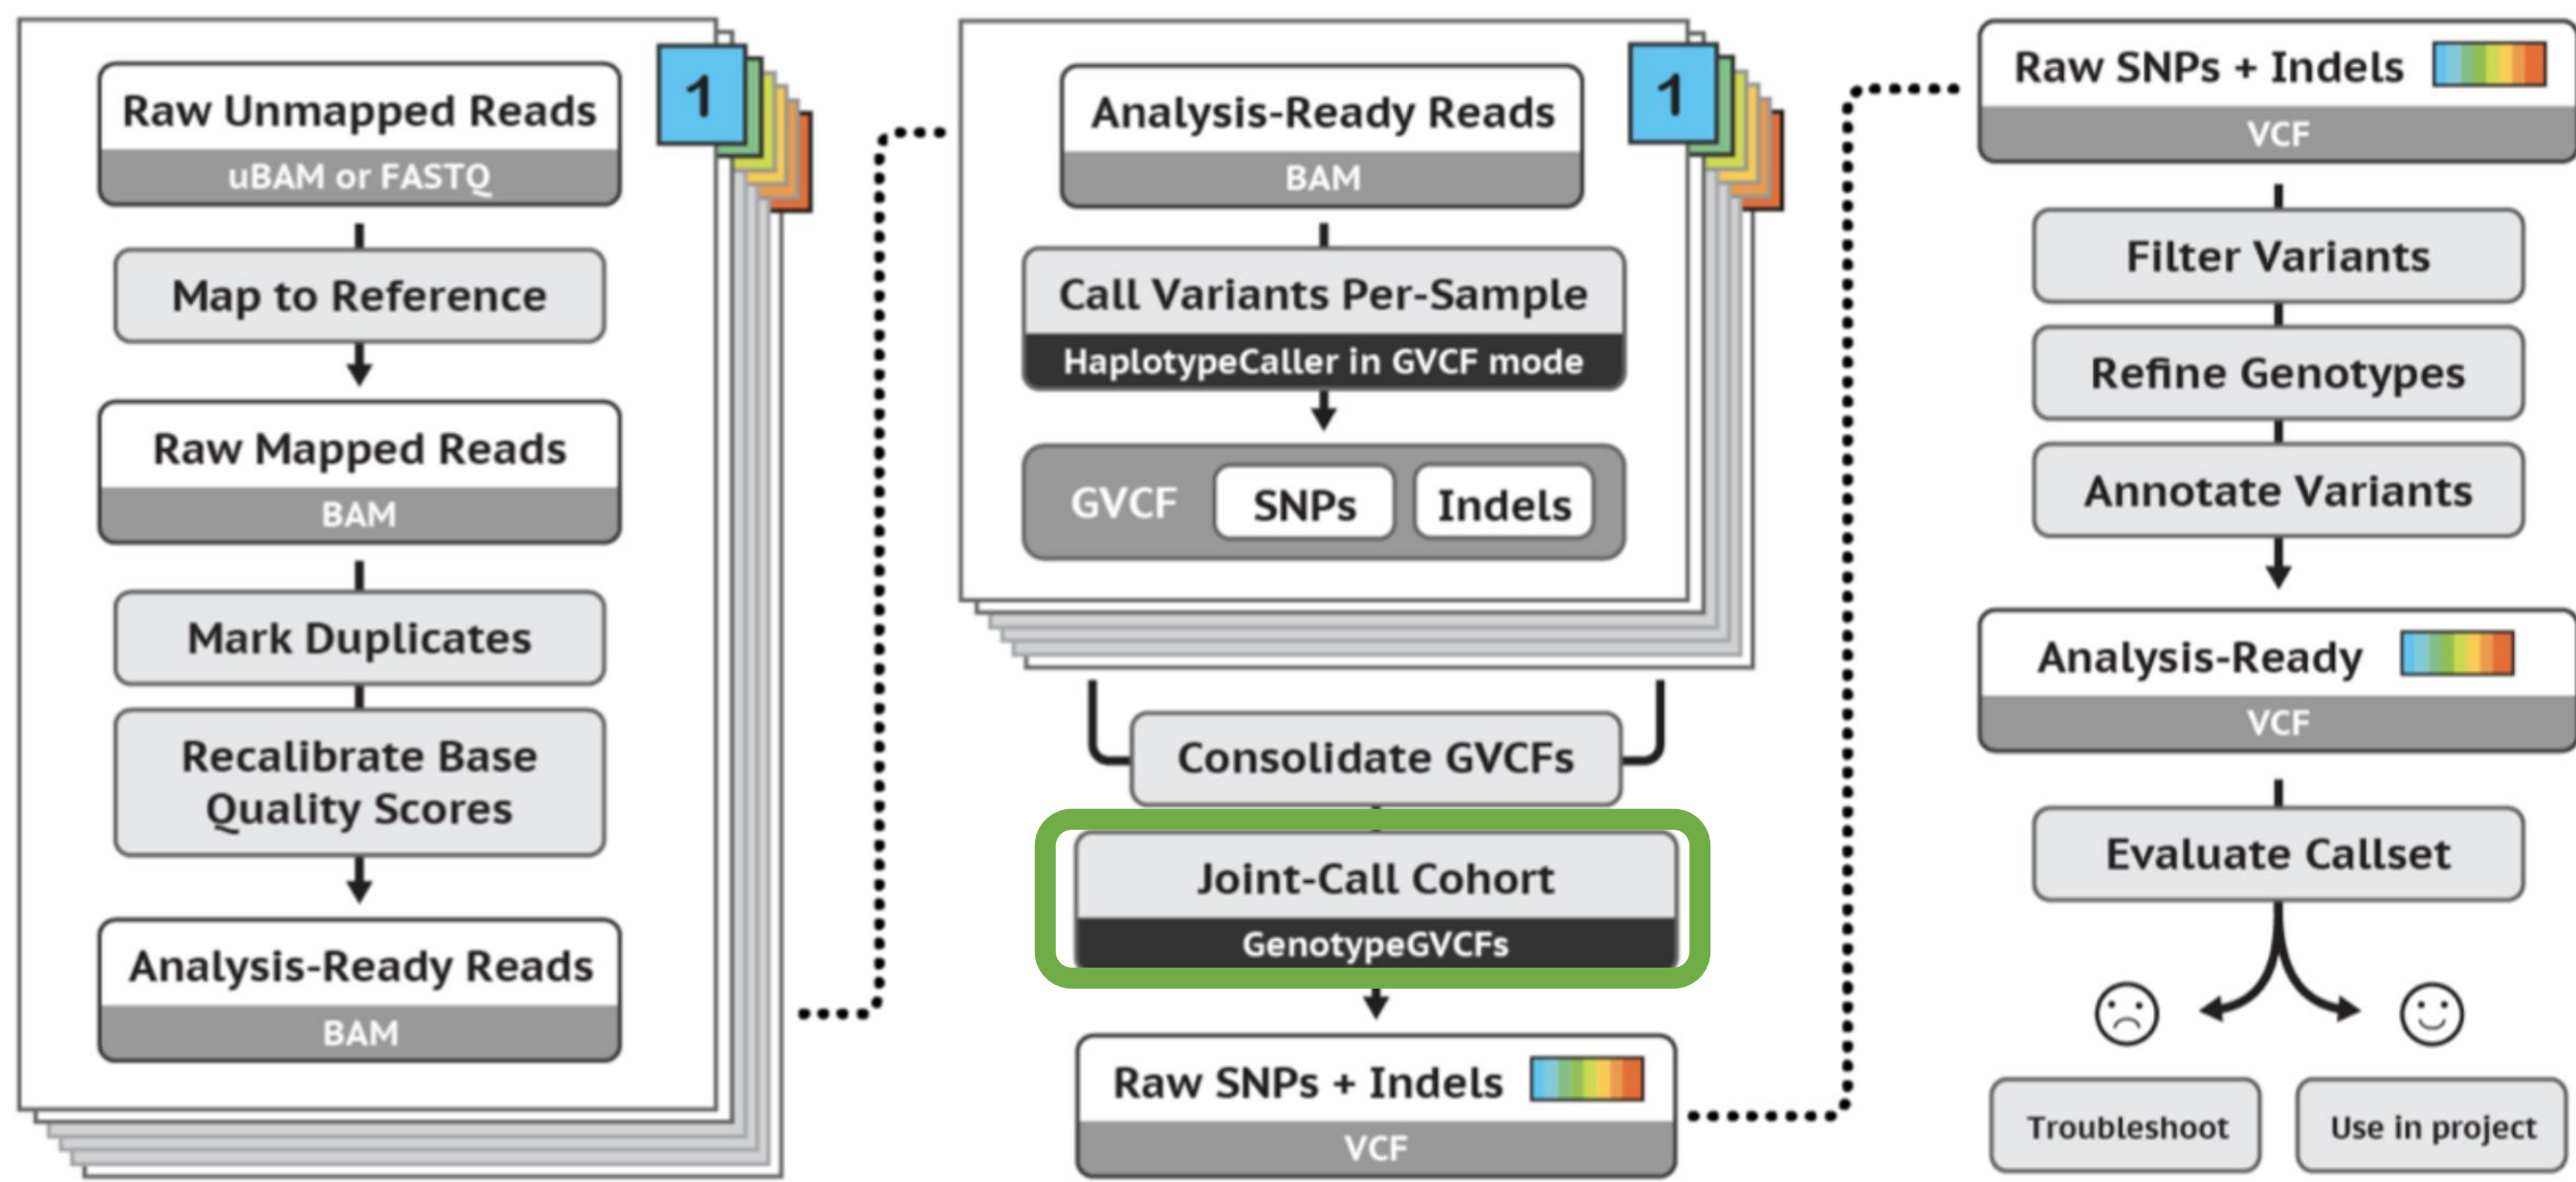 Raw Unmapped Reads
uBAM or FASTQ
Map to Reference
Raw Mapped Reads
BAM
Mark Duplicates
Recalibrate Base
Quality Scores
Analysis-Ready Reads
BAM
1
Analysis-Ready Reads
BAM
1
Call Variants Per-Sample
HaplotypeCaller in GVCF mode
GVCF SNPs Indels
Consolidate GVCFs
Joint-Call Cohort
GenotypeGVCFs
Raw SNPs + Indels
VCF
Raw SNPs + Indels
VCF
Filter Variants
Refine Genotypes
Annotate Variants
Analysis-Ready
VCF
Evaluate Callset
Troubleshoot
Use in project